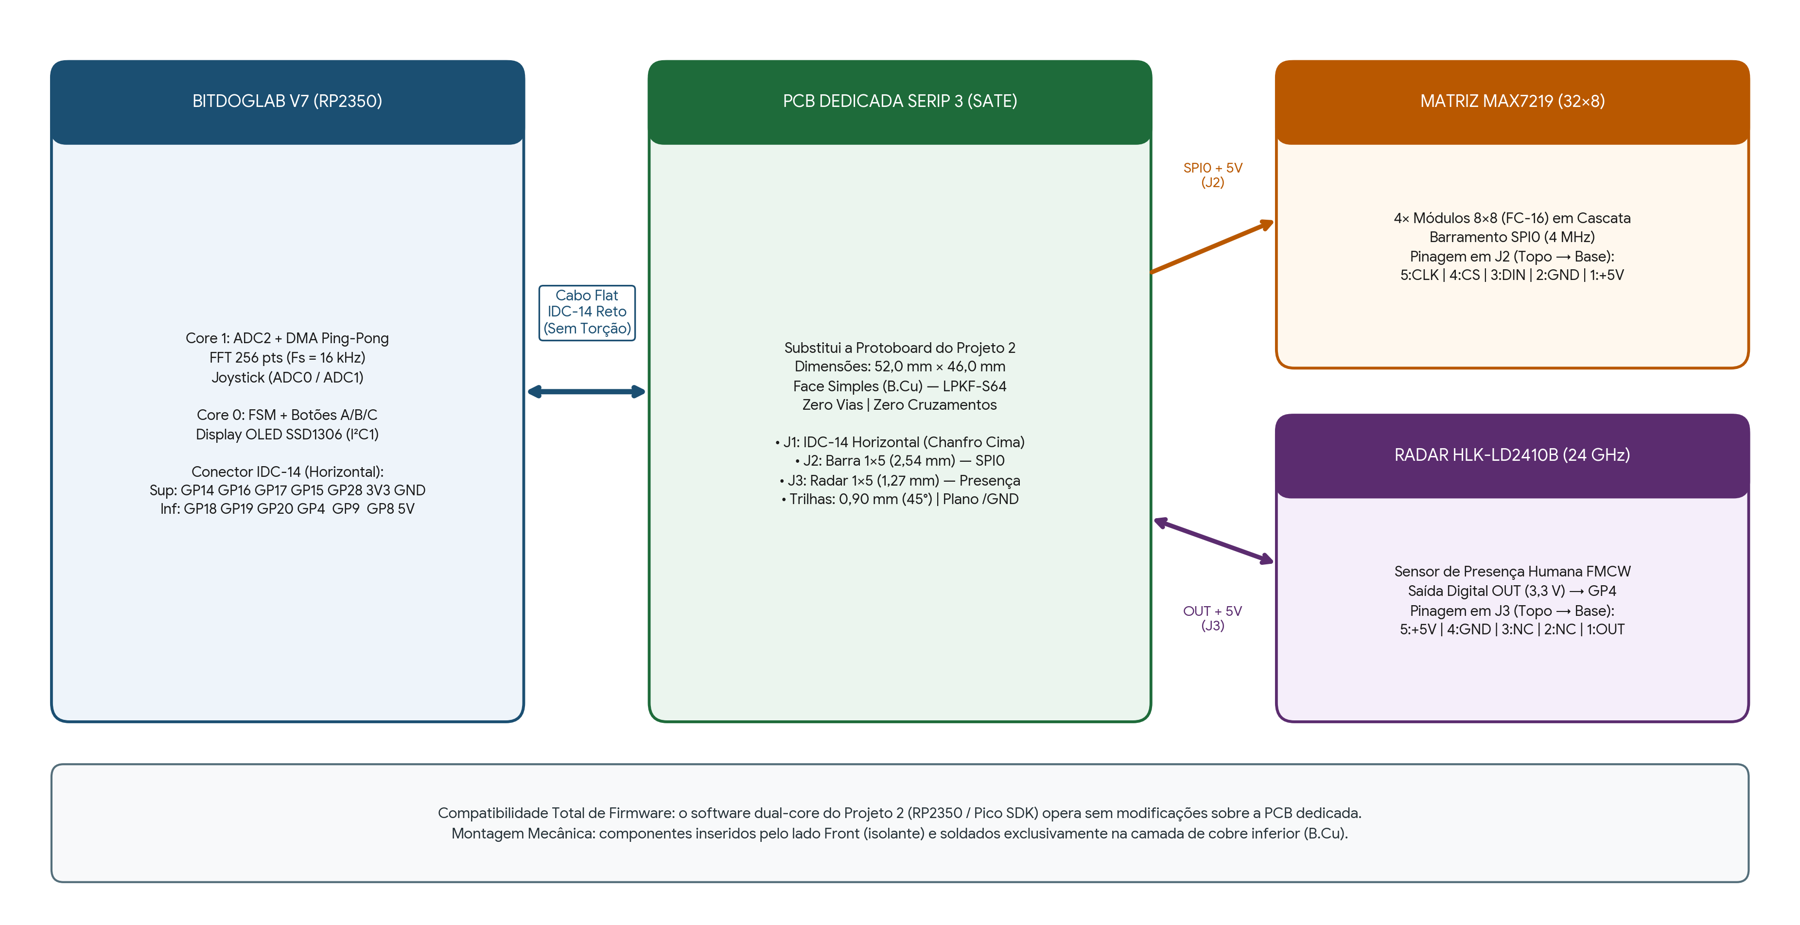 BITDOGLAB V7 (RP2350)
Core 1: ADC2 + DMA Ping-Pong
FFT 256 pts (Fs = 16 kHz)
Joystick (ADC0 / ADC1)
Core 0: FSM + Botões A/B/C
Display OLED SSD1306 (I²C1)
Conector IDC-14 (Horizontal):
Sup: GP14 GP16 GP17 GP15 GP28 3V3 GND
Inf: GP18 GP19 GP20 GP4  GP9  GP8 5V
Cabo Flat
IDC-14 Reto
(Sem Torção)
PCB DEDICADA SERIP 3 (SATE)
Substitui a Protoboard do Projeto 2
Dimensões: 52,0 mm × 46,0 mm
Face Simples (B.Cu) — LPKF-S64
Zero Vias | Zero Cruzamentos
• J1: IDC-14 Horizontal (Chanfro Cima)
• J2: Barra 1×5 (2,54 mm) — SPI0
• J3: Radar 1×5 (1,27 mm) — Presença
• Trilhas: 0,90 mm (45°) | Plano /GND
SPI0 + 5V
(J2)
MATRIZ MAX7219 (32×8)
4× Módulos 8×8 (FC-16) em Cascata
Barramento SPI0 (4 MHz)
Pinagem em J2 (Topo → Base):
5:CLK | 4:CS | 3:DIN | 2:GND | 1:+5V
OUT + 5V
(J3)
RADAR HLK-LD2410B (24 GHz)
Sensor de Presença Humana FMCW
Saída Digital OUT (3,3 V) → GP4
Pinagem em J3 (Topo → Base):
5:+5V | 4:GND | 3:NC | 2:NC | 1:OUT
Compatibilidade Total de Firmware: o software dual-core do Projeto 2 (RP2350 / Pico SDK) opera sem modificações sobre a PCB dedicada.
Montagem Mecânica: componentes inseridos pelo lado Front (isolante) e soldados exclusivamente na camada de cobre inferior (B.Cu).